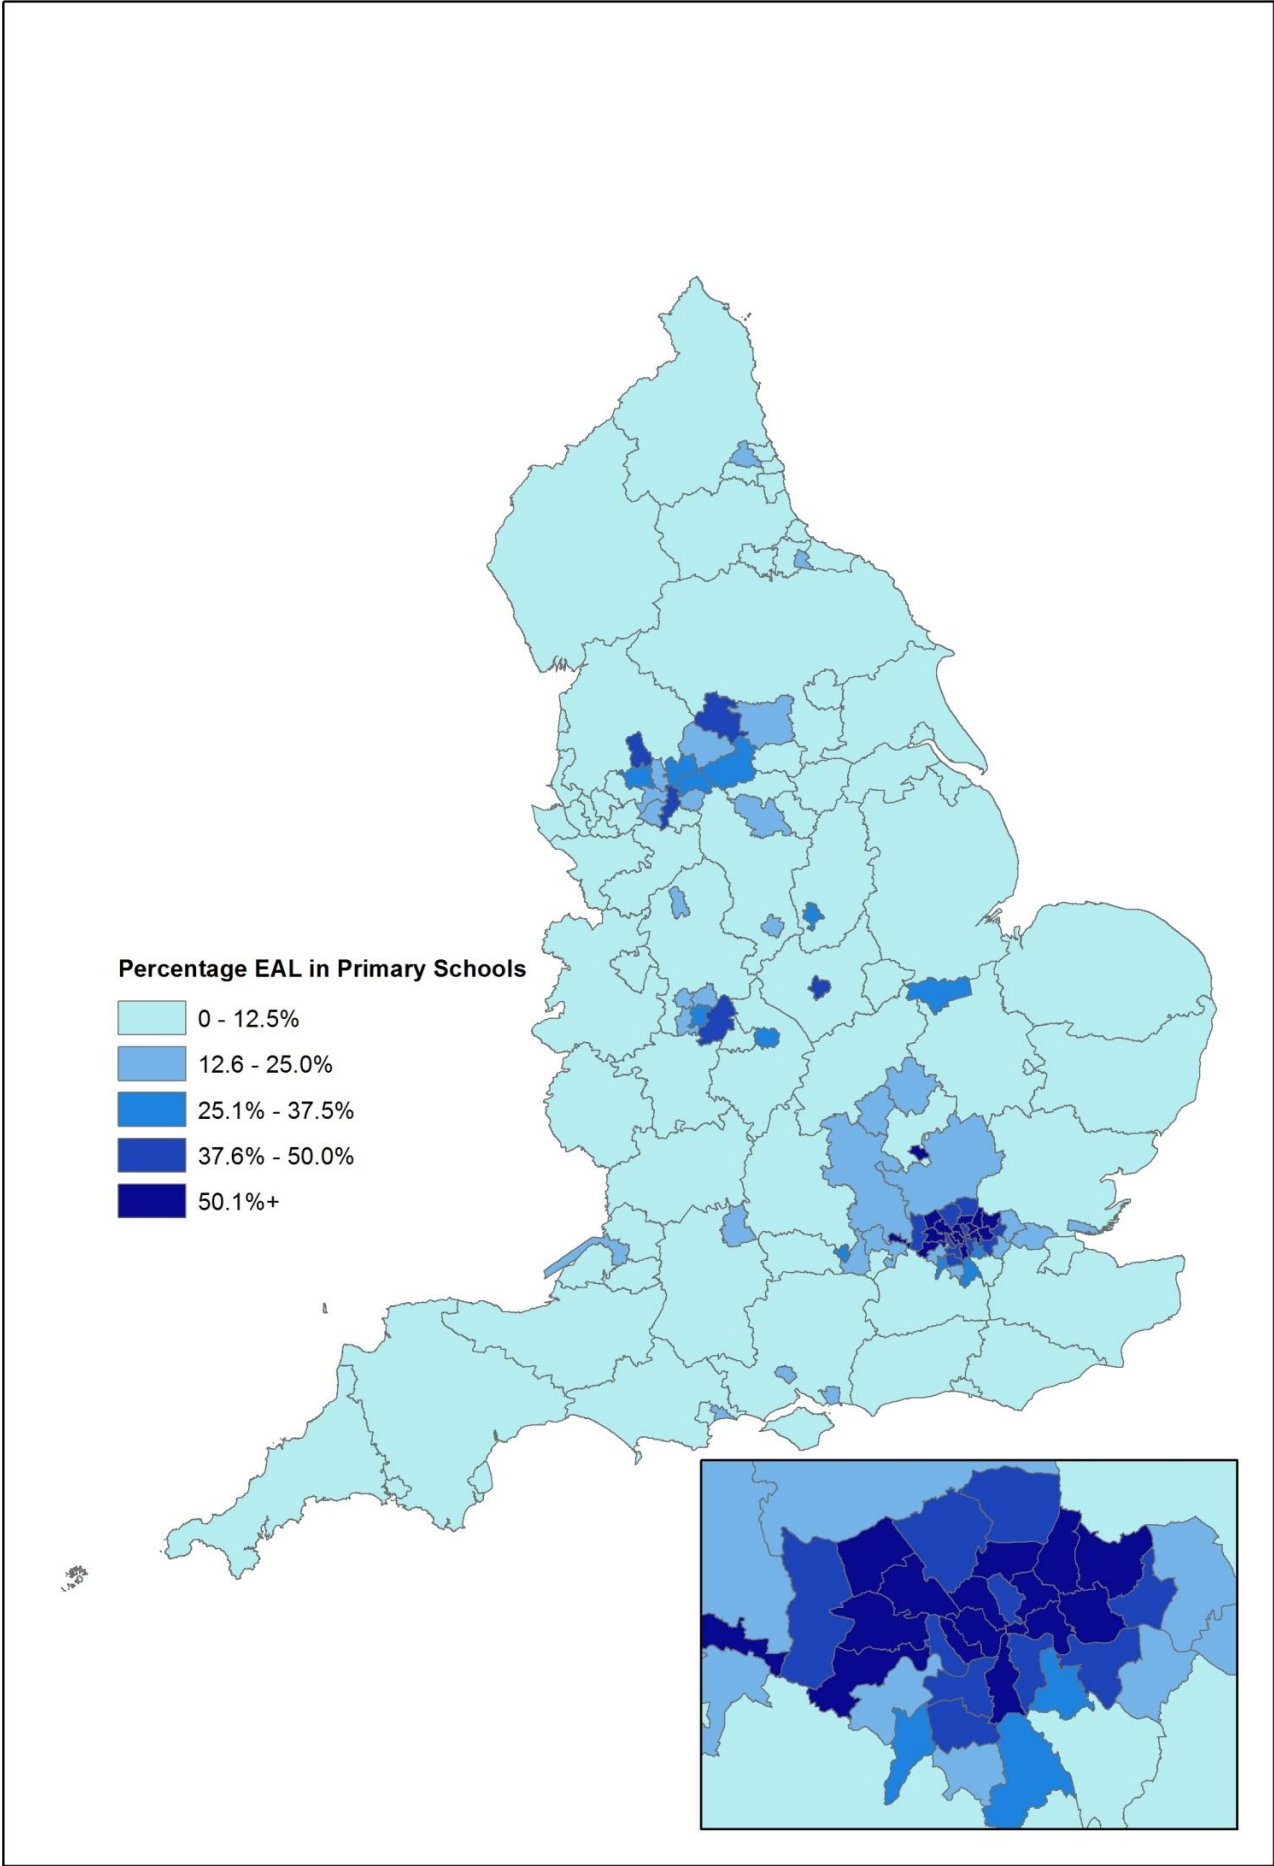 Percentage EAL in Primary Schools
0 - 12.5%
12.6 - 25.0%
25.1% - 37.5%
37.6% - 50.0%
50.1%+